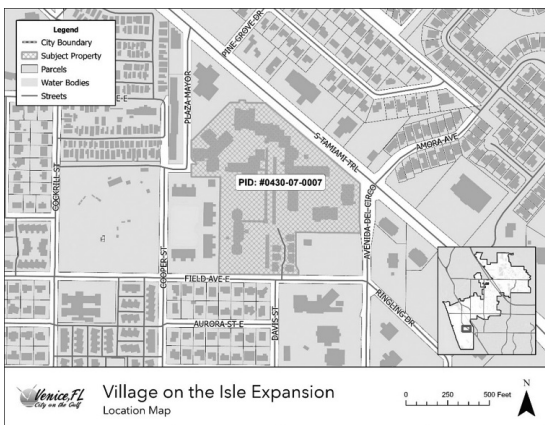 Legend
City Boundary
Subject Property
Parcels
Water Bodies
Streets
E-E
PINE GROVE DR
PLAZA MAYOR
S TAMIAMI TRL
AMORA AVE
PID: #0430-07-0007
COCKRILL ST
AVENIDA DEL CIRCO
COOPER ST
FIELD AVE E
RINGLING DR
AURORA ST E
DAVIS ST
Venice, FL
City on the Gulf
Village on the Isle Expansion
Location Map
0 250 500 Feet
N